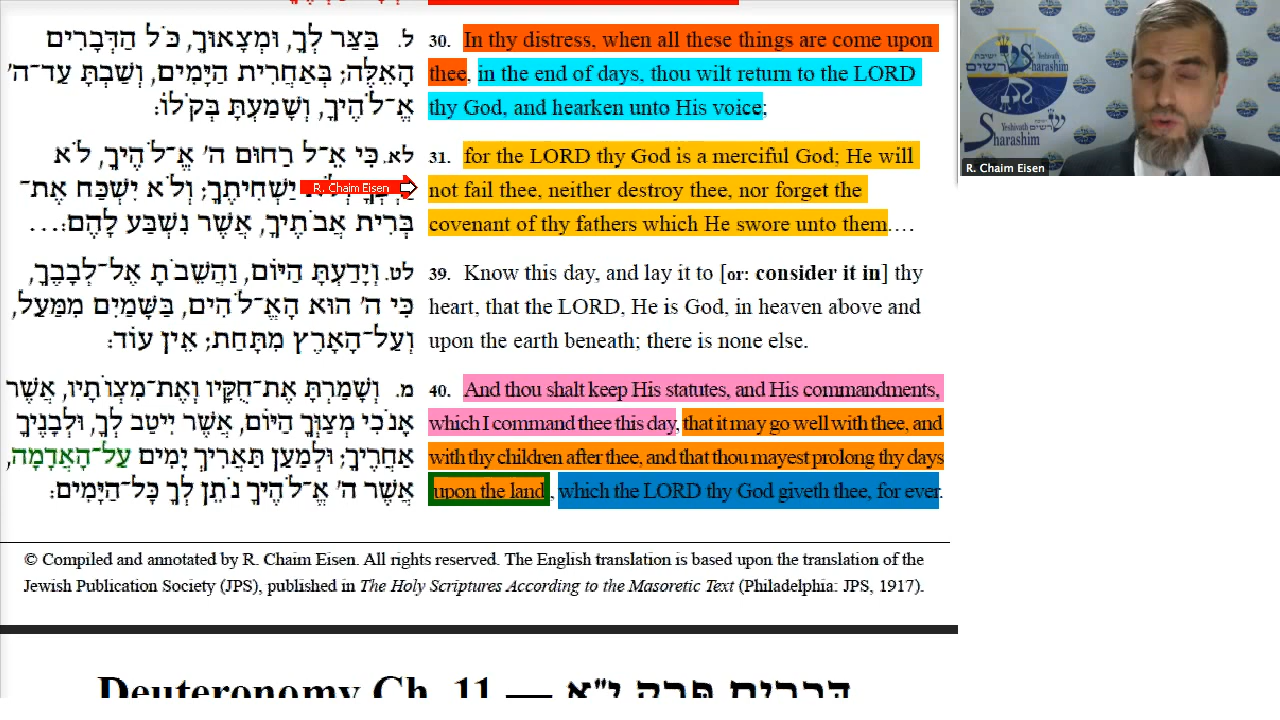 ל. בַּצַּר לְךָ, וּמְצָאוּךָ, כֹּל הַדְּבָרִים
הָאֵלֶּה; בְּאַחֲרִית הַיָּמִים, וְשַׁבְתָּ עַד־ה'
אֱ־לֹהֶיךָ, וְשָׁמַעְתָּ בְּקֹלוֹ:
30. In thy distress, when all these things are come upon
thee, in the end of days, thou wilt return to the LORD
thy God, and hearken unto His voice;
לא. כִּי אֵ־ל רַחוּם ה' אֱ־לֹהֶיךָ, לֹא
יַשְׁחִיתֶךָ; וְלֹא יִשְׁכַּח אֶת־
בְּרִית אֲבֹתֶיךָ, אֲשֶׁר נִשְׁבַּע לָהֶם:...
31. for the LORD thy God is a merciful God; He will
not fail thee, neither destroy thee, nor forget the
covenant of thy fathers which He swore unto them....
R. Chaim Eisen
לט. וְיָדַעְתָּ הַיּוֹם, וַהֲשֵׁבֹתָ אֶל־לְבָבֶךָ,
כִּי ה' הוּא הָאֱ־לֹהִים, בַּשָּׁמַיִם מִמַּעַל,
וְעַל־הָאָרֶץ מִתָּחַת; אֵין עוֹד:
39. Know this day, and lay it to [or: consider it in] thy
heart, that the LORD, He is God, in heaven above and
upon the earth beneath; there is none else.
מ. וְשָׁמַרְתָּ אֶת־חֻקָּיו וְאֶת־מִצְוֹתָיו, אֲשֶׁר
אָנֹכִי מְצַוְּךָ הַיּוֹם, אֲשֶׁר יִיטַב לְךָ, וּלְבָנֶיךָ
אַחֲרֶיךָ; וּלְמַעַן תַּאֲרִיךְ יָמִים עַל־הָאֲדָמָה,
אֲשֶׁר ה' אֱ־לֹהֶיךָ נֹתֵן לְךָ כָּל־הַיָּמִים:
40. And thou shalt keep His statutes, and His commandments,
which I command thee this day, that it may go well with thee, and
with thy children after thee, and that thou mayest prolong thy days
upon the land, which the LORD thy God giveth thee, for ever.
© Compiled and annotated by R. Chaim Eisen. All rights reserved. The English translation is based upon the translation of the
Jewish Publication Society (JPS), published in The Holy Scriptures According to the Masoretic Text (Philadelphia: JPS, 1917).
Deuteronomy Ch. 11 — דברים פרק י"א
Yeshivath
Sharashim
ישיבת
שרשים
Yeshivath
Sharashim
R. Chaim Eisen